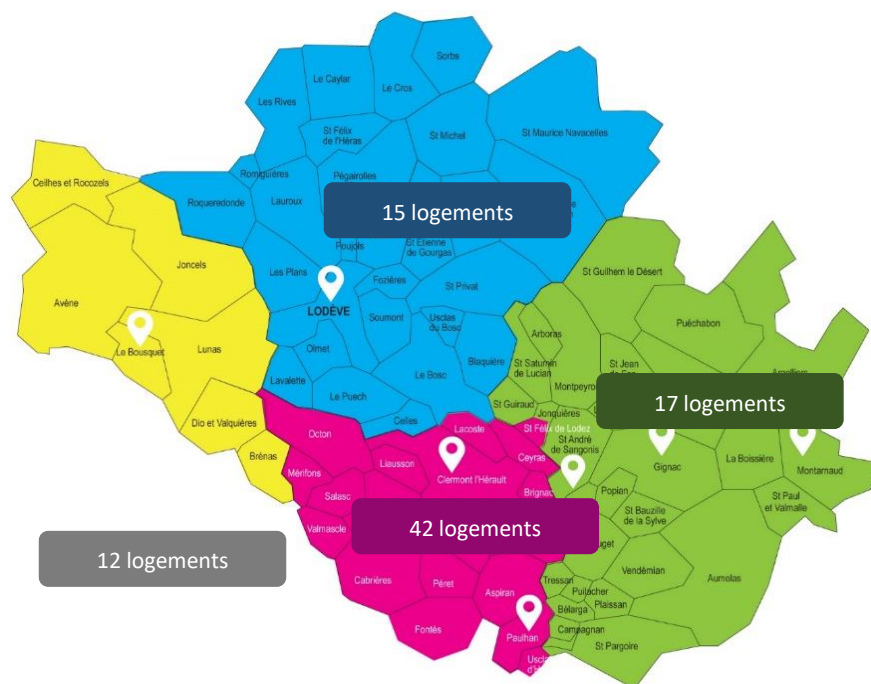 Sorbs
Le Caylar
Le Cros
Les Rives
St Félix
de l'Héras
St Michel
St Maurice Navacelles
Romiguières
Pégairolles
Ceilhes et Rocozels
Roqueredonde
Lauroux
15 logements
St Etienne
de Gourgas
Poujols
Joncels
Les Plans
Fozières
St Privat
St Guilhem le Désert
Avène
LODÈVE
Soumont
Usclas
du Bosc
Puéchabon
Arboras
Le Bousquet
Lunas
Olmet
Le Bosc
Blaquière
St Saturnin
de Lucian
St Jean
Montpeyro
Lavalette
Le Puech
St Guiraud
17 logements
Jonquières
Dio et Valquières
Celles
Lacoste
St Félix de Lodez
Octon
Ceyras
St André
de Sangonis
Brénas
Liausson
Clermont l'Hérault
Gignac
La Boissière
Montarnaud
Mérifons
Salasc
Brignac
Popian
St Paul
et Valmalle
Valmascle
42 logements
St Bauzille
de la Sylve
12 logements
Vendémian
Aumelas
Cabrières
Péret
Aspiran
Tressan
Puilacher
Plaissan
Bélarga
Fontès
Paulhan
Campagnan
St Pargoire
Usclas